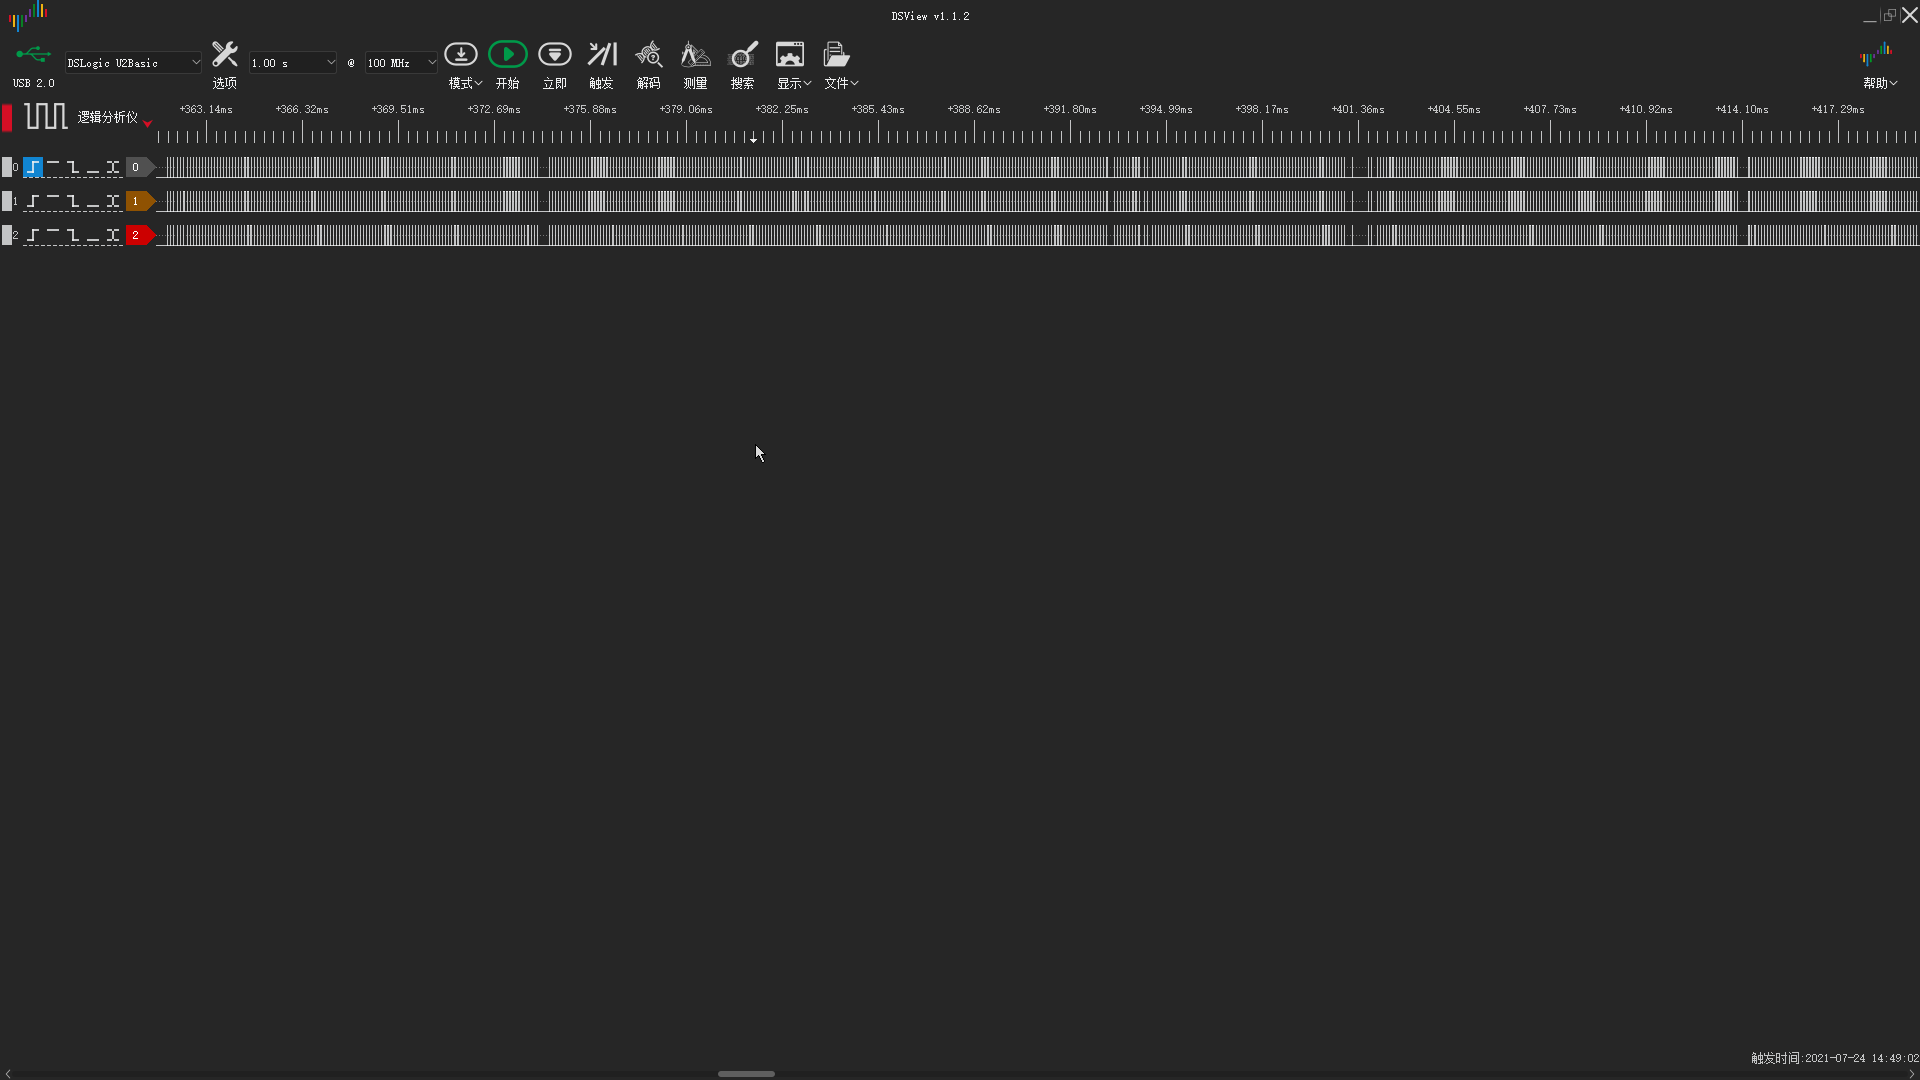 DSView v1.1.2
DSLogic U2Basic 1.00 s @ 100 MHz
USB 2.0 选项 模式 开始 立即 触发 解码 测量 搜索 显示 文件 帮助
逻辑分析仪 +363.14ms +366.32ms +369.51ms +372.69ms +375.88ms +379.06ms +382.25ms +385.43ms +388.62ms +391.80ms +394.99ms +398.17ms +401.36ms +404.55ms +407.73ms +410.92ms +414.10ms +417.29ms
0 0
1 1
2 2
触发时间:2021-07-24 14:49:02